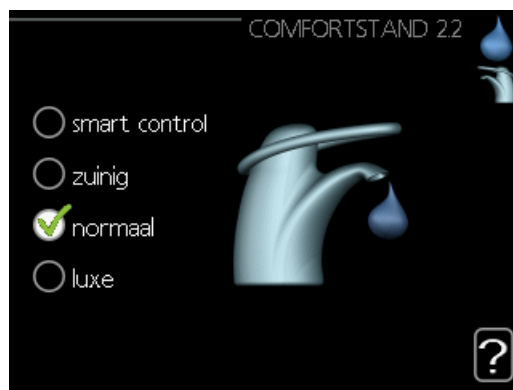 COMFORTSTAND 2.2
smart control
zuinig
normaal
luxe
?